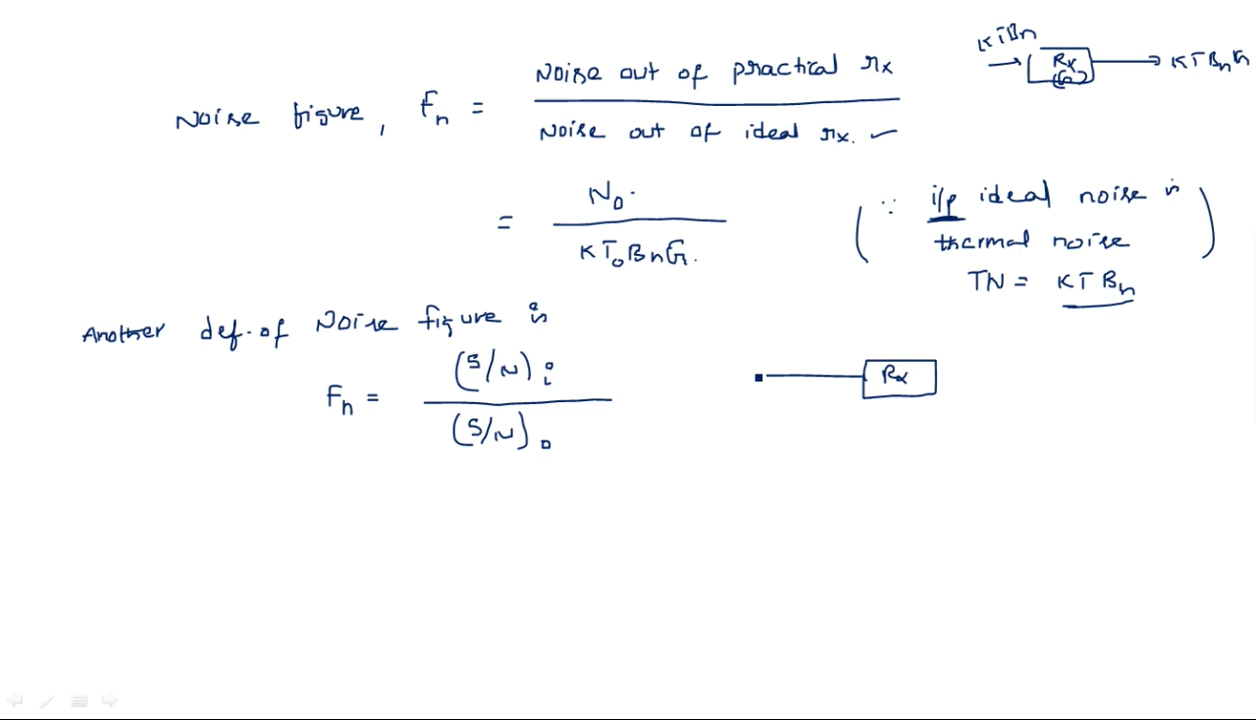 KTBn
Rx
(G)
KTBnG
Noise figure, Fn = Noise out of practical rx
Noise out of ideal rx.
= No.
KToBnG.
(∵ i/p ideal noise is
thermal noise
TN = KTBn)
Another def. of Noise figure is
Fn = (S/N)i
(S/N)o
Rx